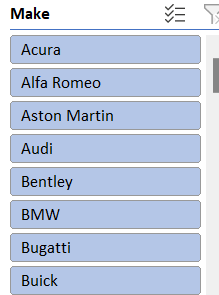 Make
Acura
Alfa Romeo
Aston Martin
Audi
Bentley
BMW
Bugatti
Buick